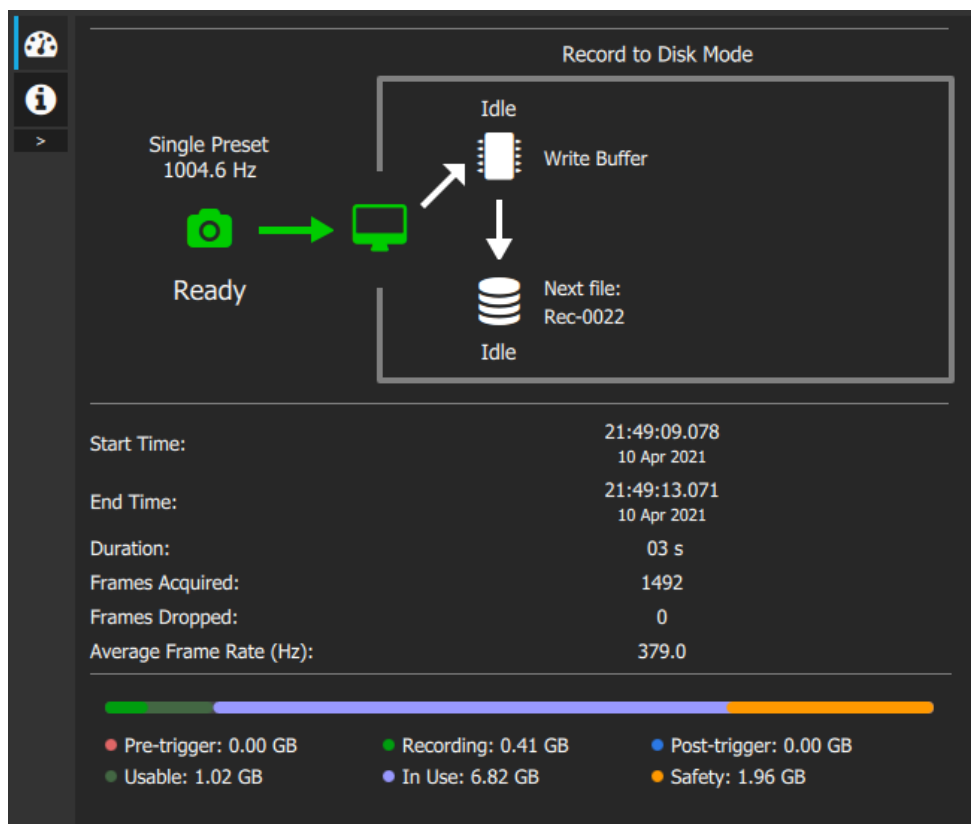 Record to Disk Mode
Idle
Single Preset
1004.6 Hz
Write Buffer
>
Ready
Next file:
Rec-0022
Idle
Start Time: 21:49:09.078
10 Apr 2021
End Time: 21:49:13.071
10 Apr 2021
Duration: 03 s
Frames Acquired: 1492
Frames Dropped: 0
Average Frame Rate (Hz): 379.0
Pre-trigger: 0.00 GB Recording: 0.41 GB Post-trigger: 0.00 GB
Usable: 1.02 GB In Use: 6.82 GB Safety: 1.96 GB